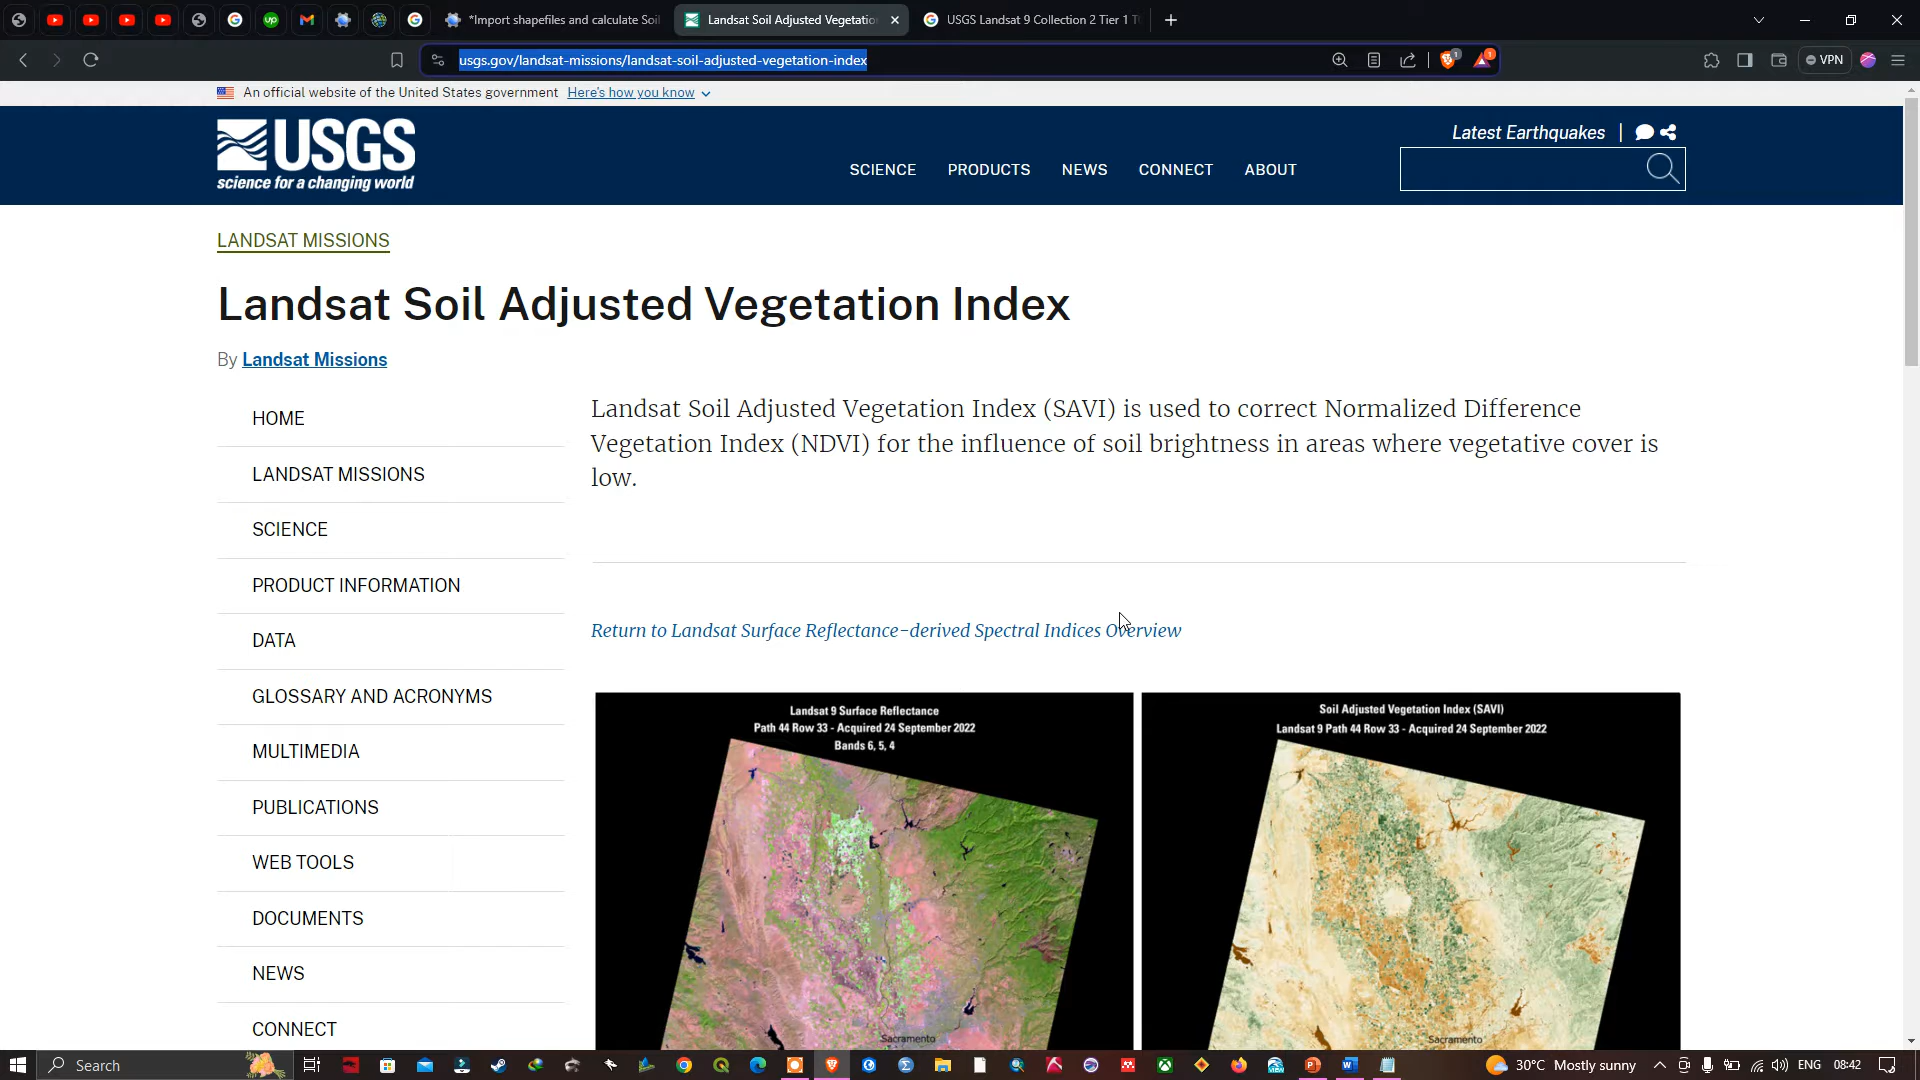 *Import shapefiles and calculate Soil
Landsat Soil Adjusted Vegetatio
USGS Landsat 9 Collection 2 Tier 1 T
usgs.gov/landsat-missions/landsat-soil-adjusted-vegetation-index
1
1
VPN
An official website of the United States government Here's how you know
USGS
science for a changing world
Latest Earthquakes |
SCIENCE PRODUCTS NEWS CONNECT ABOUT
LANDSAT MISSIONS
Landsat Soil Adjusted Vegetation Index
By Landsat Missions
HOME
LANDSAT MISSIONS
SCIENCE
PRODUCT INFORMATION
DATA
GLOSSARY AND ACRONYMS
MULTIMEDIA
PUBLICATIONS
WEB TOOLS
DOCUMENTS
NEWS
CONNECT
Landsat Soil Adjusted Vegetation Index (SAVI) is used to correct Normalized Difference
Vegetation Index (NDVI) for the influence of soil brightness in areas where vegetative cover is
low.
Return to Landsat Surface Reflectance-derived Spectral Indices Overview
Landsat 9 Surface Reflectance
Path 44 Row 33 - Acquired 24 September 2022
Bands 6, 5, 4
Sacramento
Soil Adjusted Vegetation Index (SAVI)
Landsat 9 Path 44 Row 33 - Acquired 24 September 2022
Sacramento
Search
30°C Mostly sunny
ENG
08:42